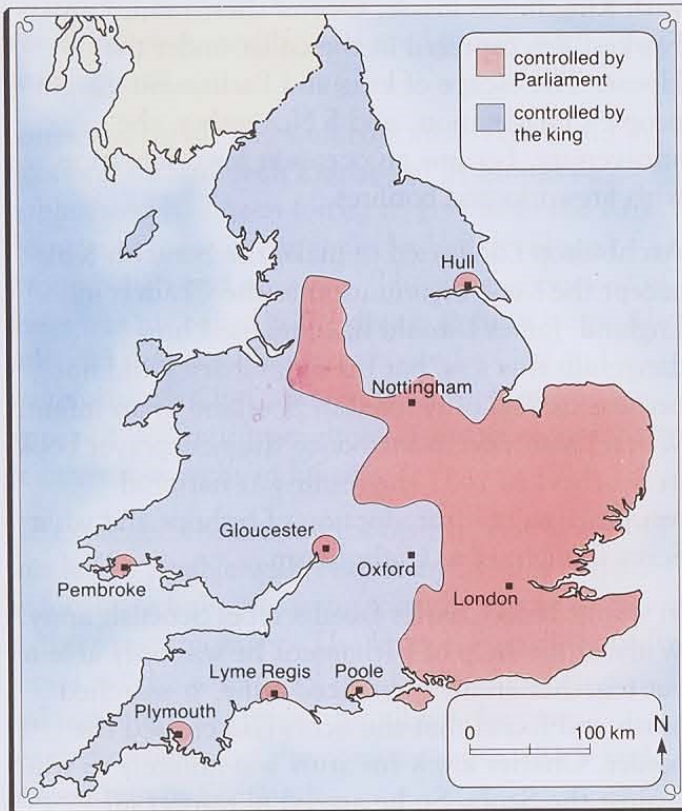 controlled by
Parliament
controlled by
the king
Hull
Nottingham
Gloucester
Oxford
Pembroke
London
Lyme Regis
Poole
Plymouth
0
100 km
N